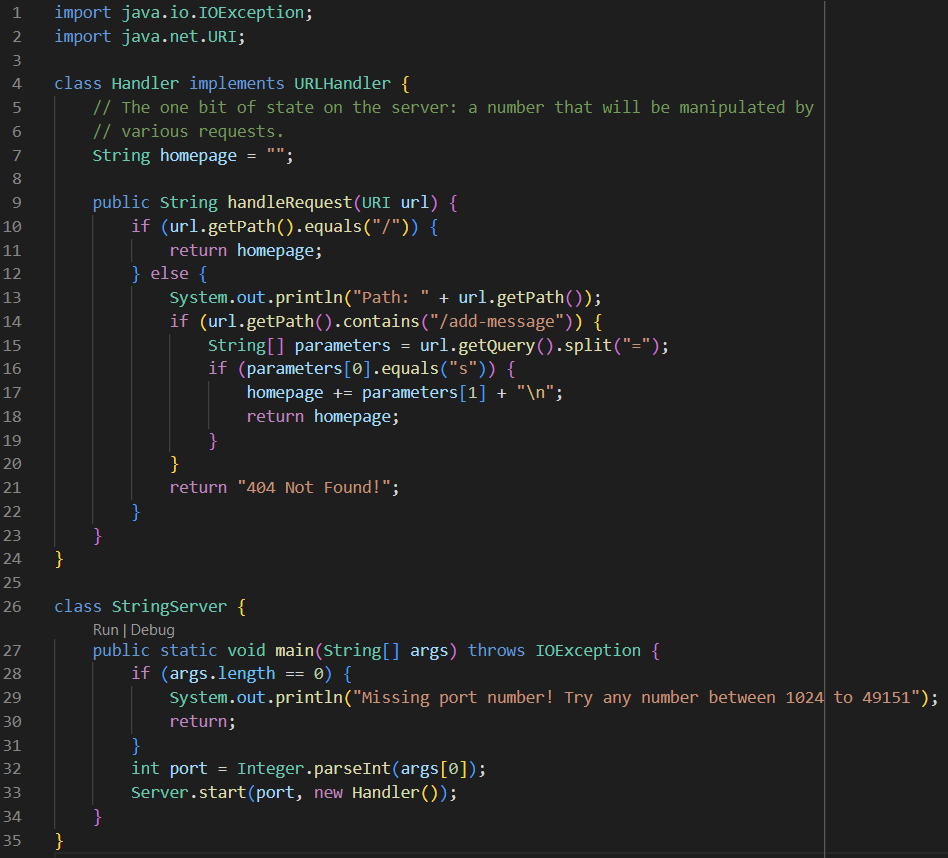 1 import java.io.IOException;
2 import java.net.URI;
3
4 class Handler implements URLHandler {
5     // The one bit of state on the server: a number that will be manipulated by
6     // various requests.
7     String homepage = "";
8
9     public String handleRequest(URI url) {
10         if (url.getPath().equals("/")) {
11             return homepage;
12         } else {
13             System.out.println("Path: " + url.getPath());
14             if (url.getPath().contains("/add-message")) {
15                 String[] parameters = url.getQuery().split("=");
16                 if (parameters[0].equals("s")) {
17                     homepage += parameters[1] + "\n";
18                     return homepage;
19                 }
20             }
21             return "404 Not Found!";
22         }
23     }
24 }
25
26 class StringServer {
Run | Debug
27     public static void main(String[] args) throws IOException {
28         if (args.length == 0) {
29             System.out.println("Missing port number! Try any number between 1024 to 49151");
30             return;
31         }
32         int port = Integer.parseInt(args[0]);
33         Server.start(port, new Handler());
34     }
35 }